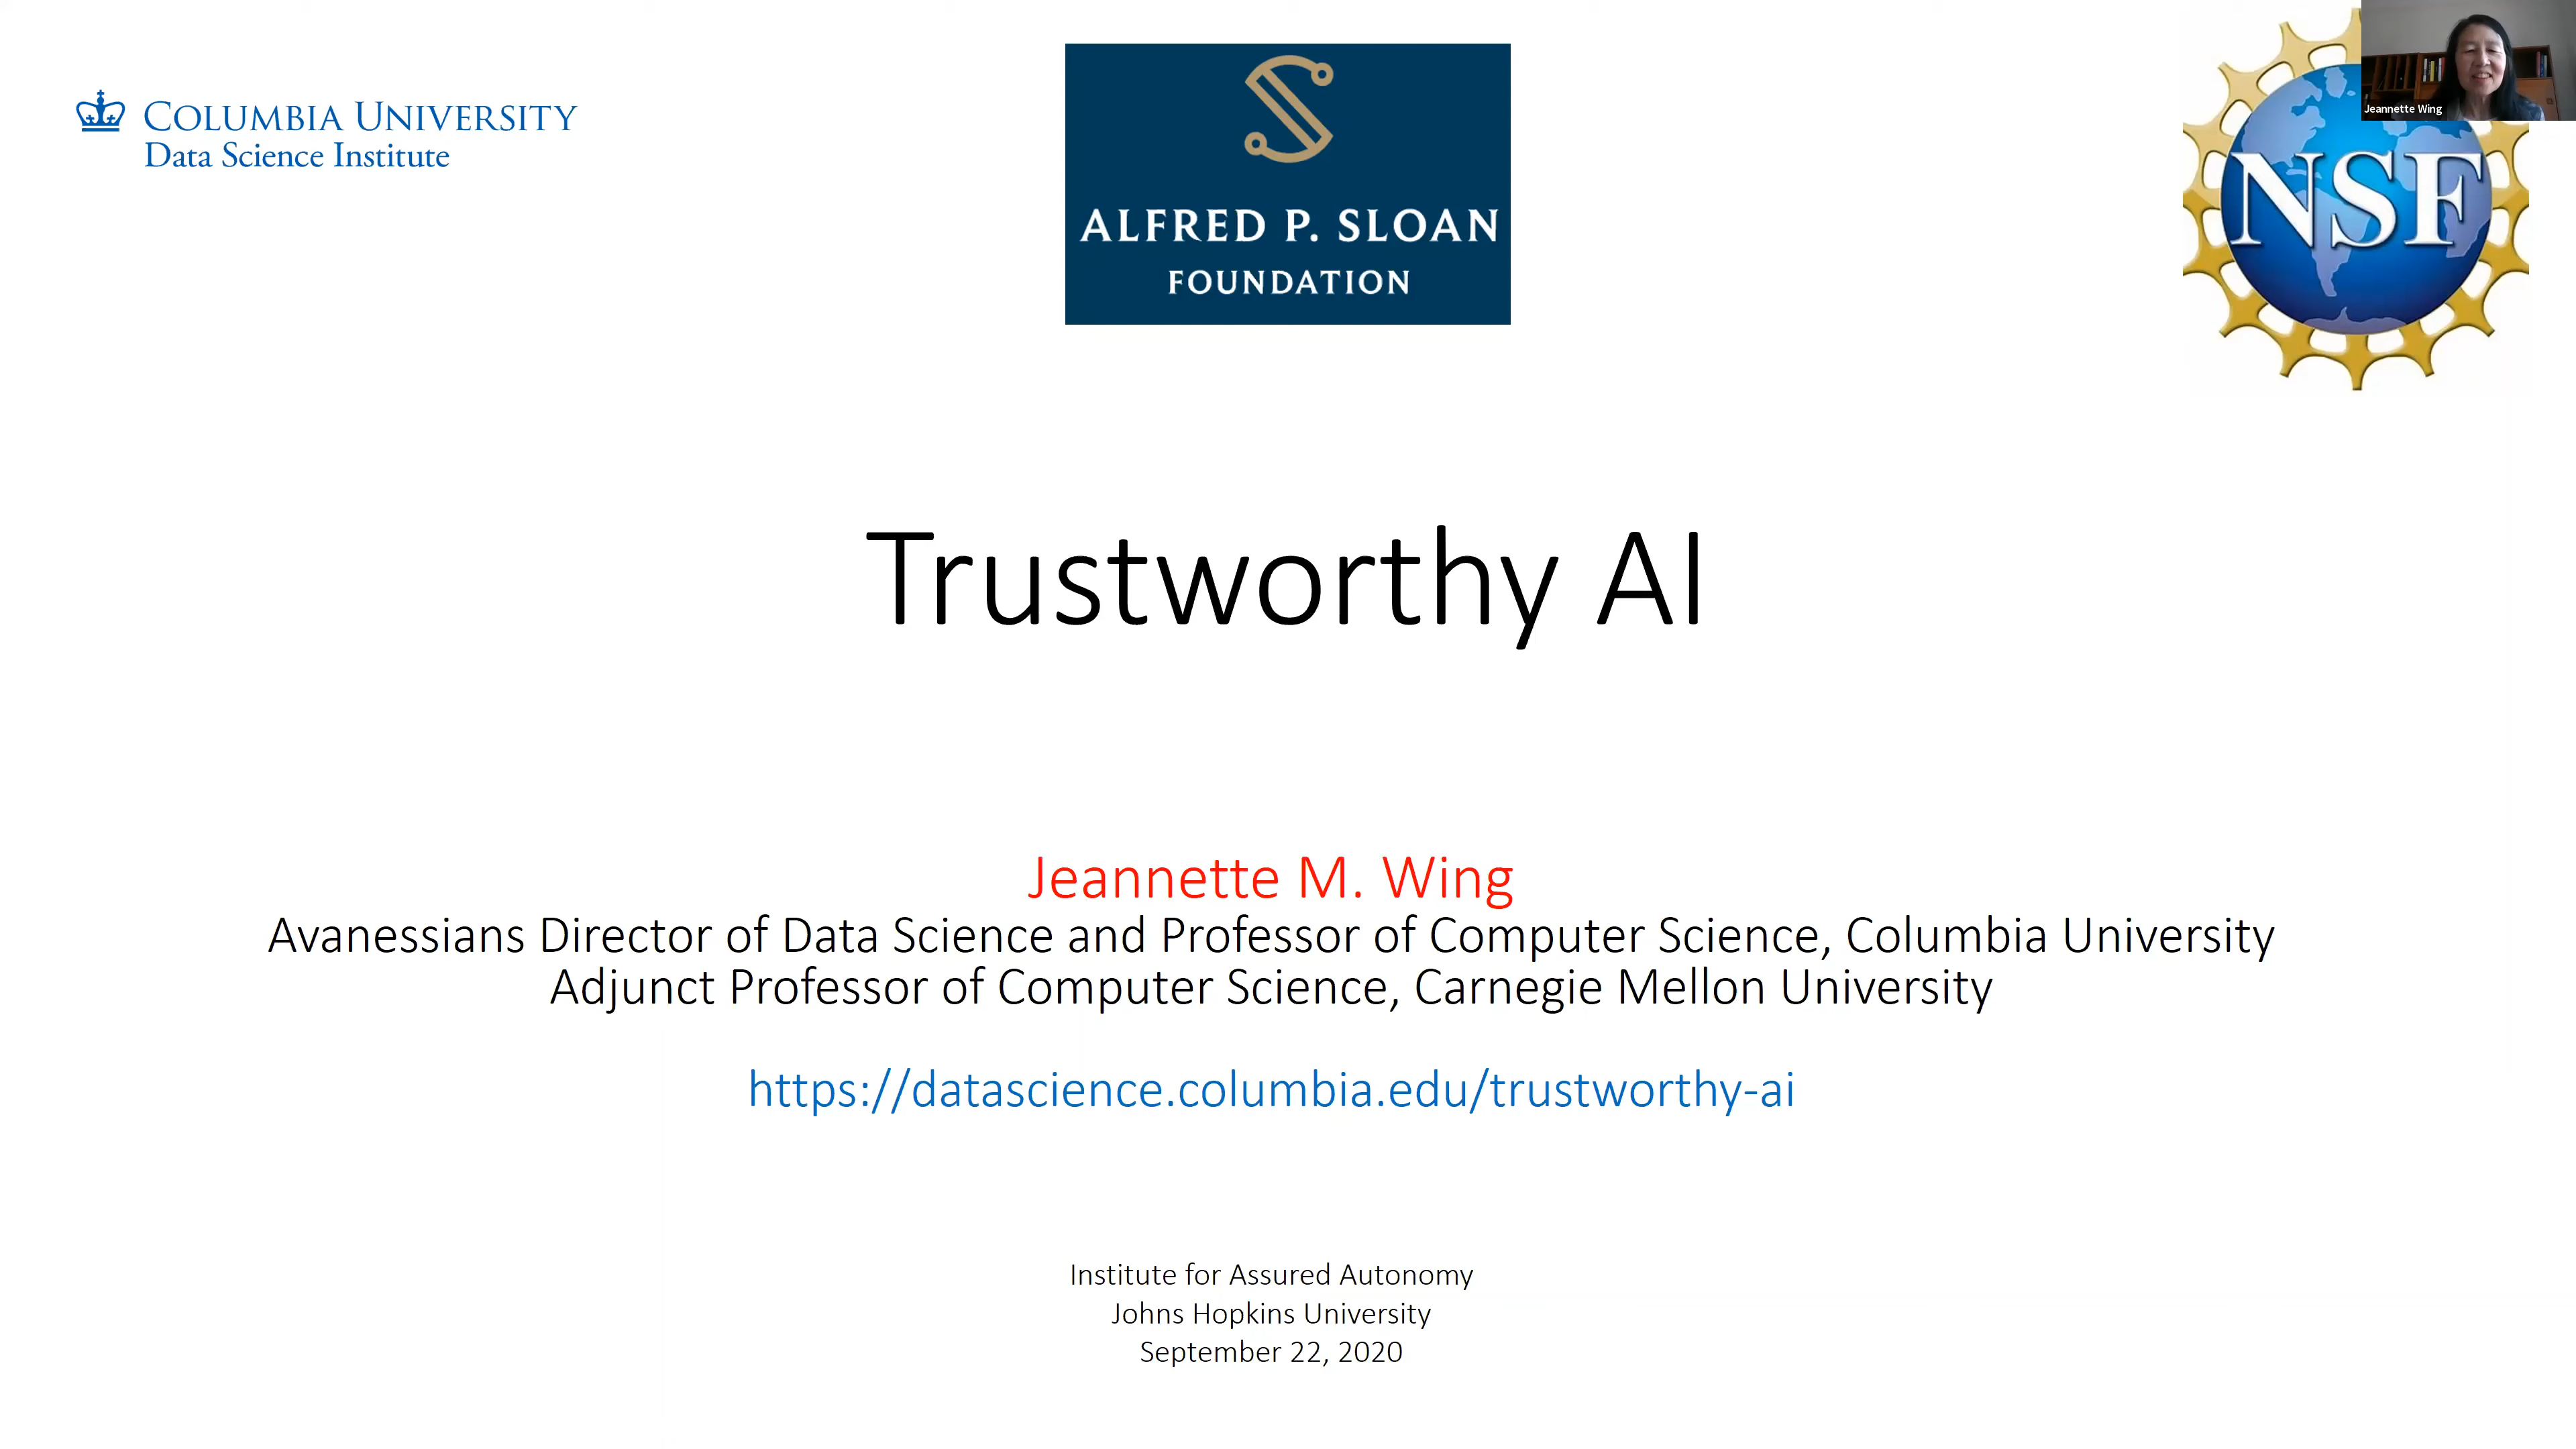 COLUMBIA UNIVERSITY
Data Science Institute
ALFRED P. SLOAN
FOUNDATION
NSF
Jeannette Wing
Trustworthy AI
Jeannette M. Wing
Avanessians Director of Data Science and Professor of Computer Science, Columbia University
Adjunct Professor of Computer Science, Carnegie Mellon University
https://datascience.columbia.edu/trustworthy-ai
Institute for Assured Autonomy
Johns Hopkins University
September 22, 2020